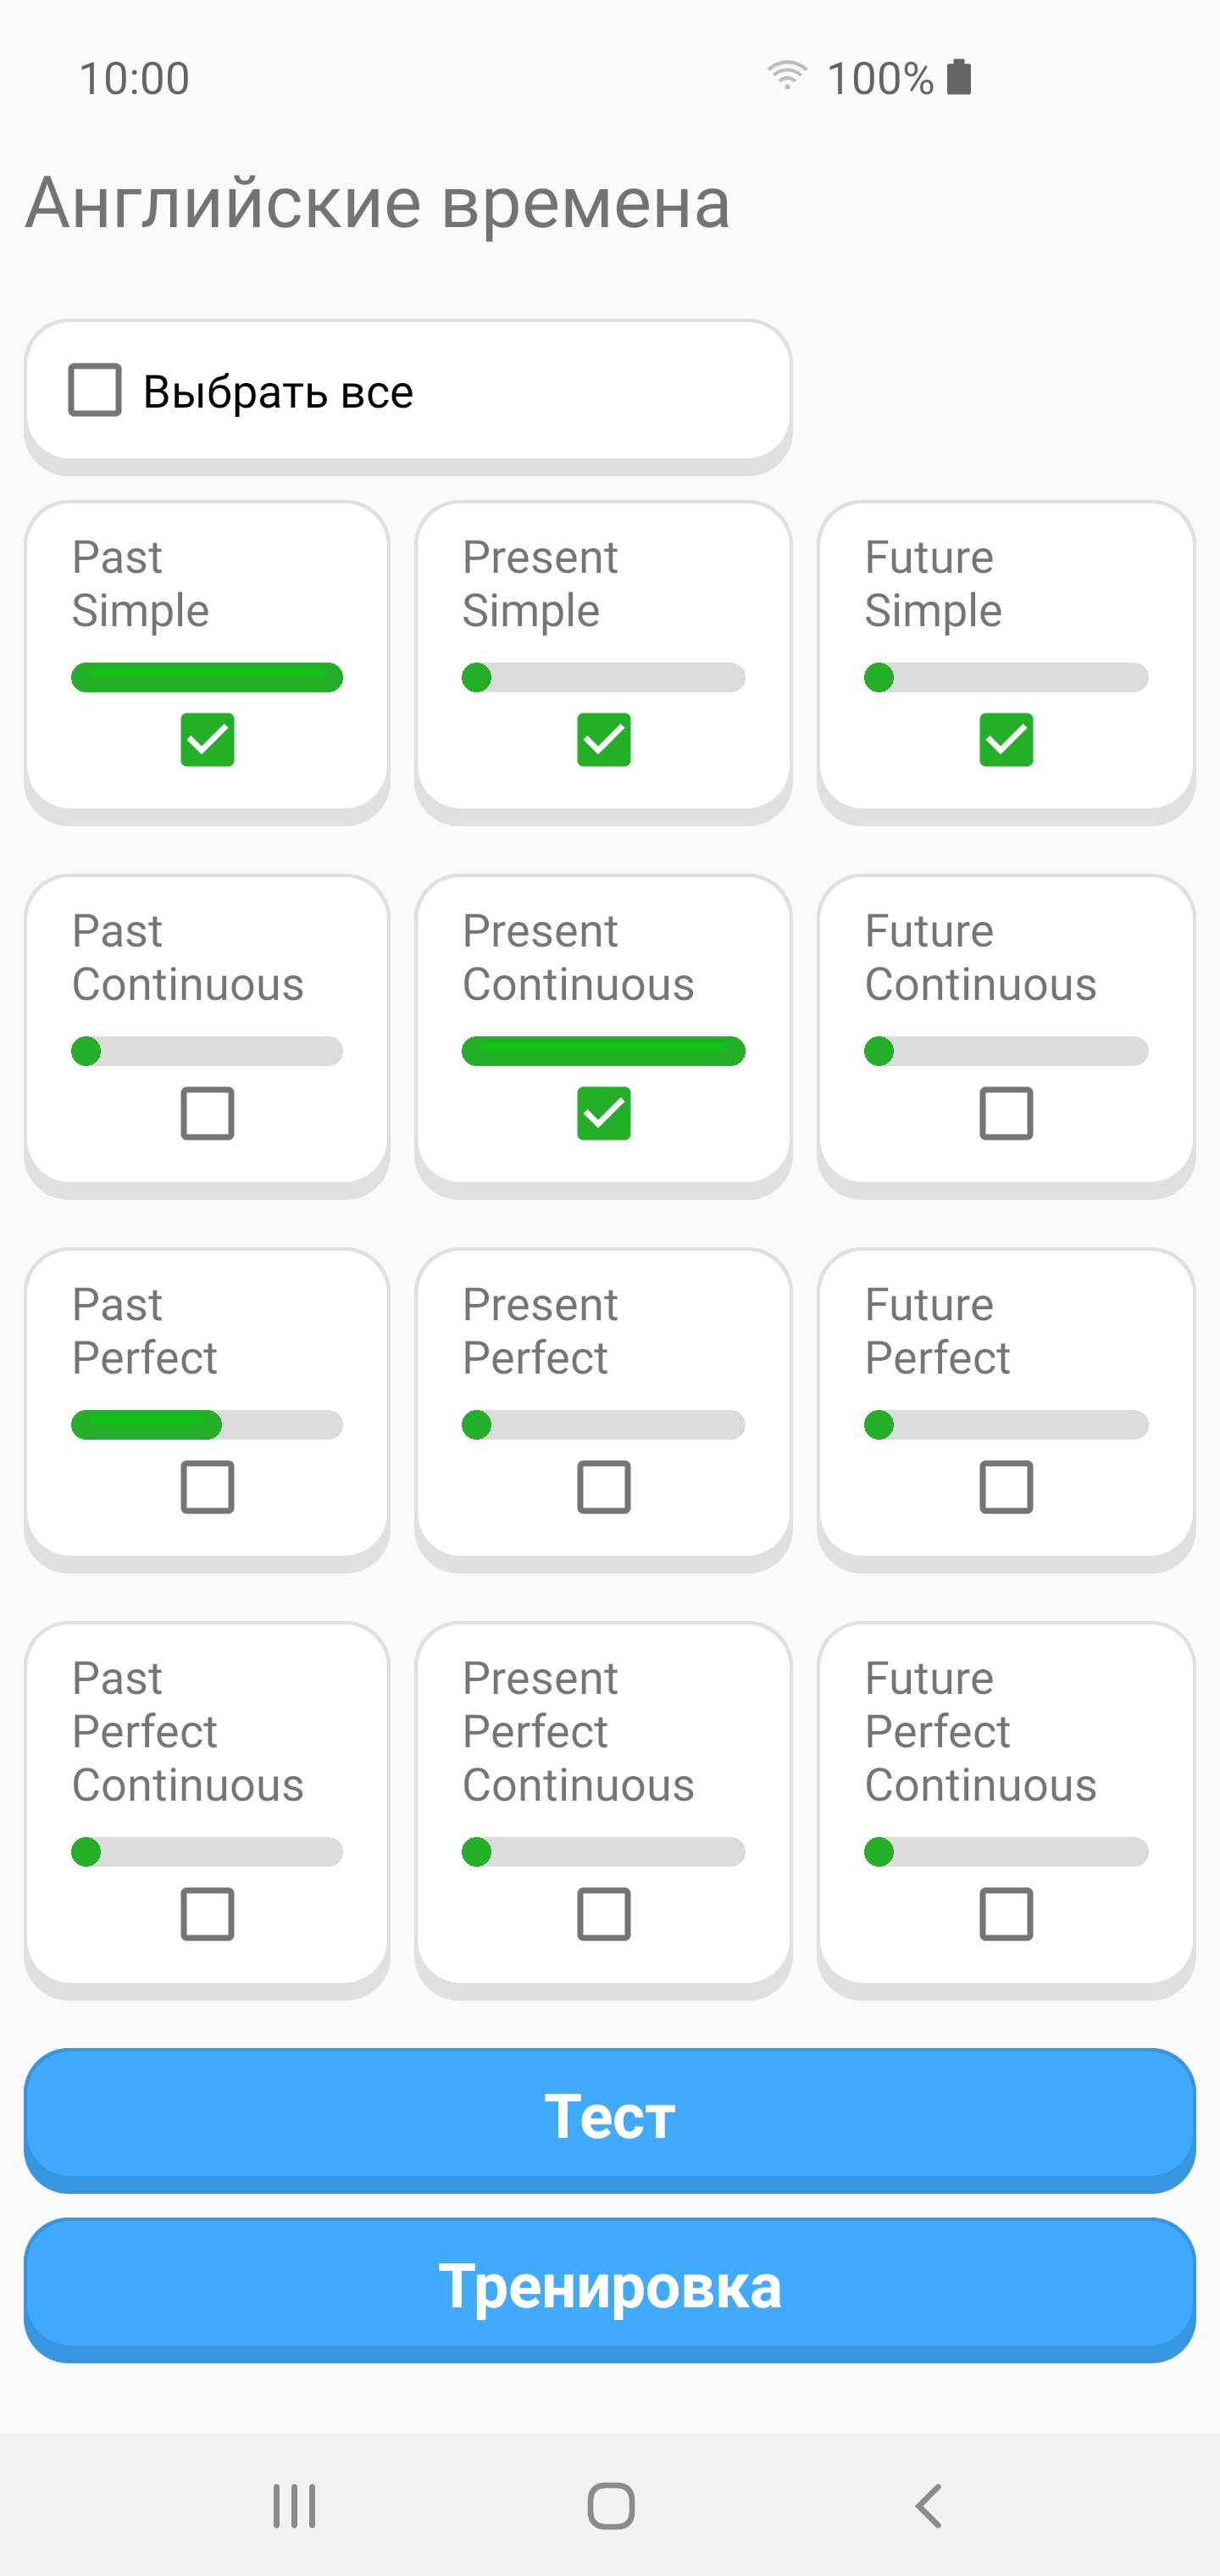 10:00
100%
Английские времена
Выбрать все
Past
Simple
Present
Simple
Future
Simple
Past
Continuous
Present
Continuous
Future
Continuous
Past
Perfect
Present
Perfect
Future
Perfect
Past
Perfect
Continuous
Present
Perfect
Continuous
Future
Perfect
Continuous
Тест
Тренировка